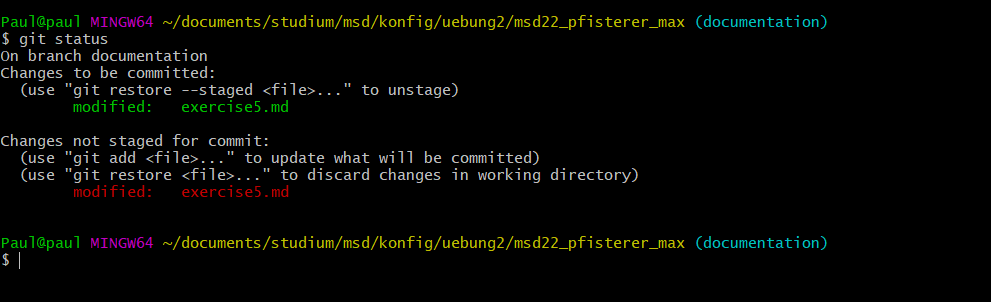 Paul@paul MINGW64 ~/documents/studium/msd/konfig/uebung2/msd22_pfisterer_max (documentation)
$ git status
On branch documentation
Changes to be committed:
  (use "git restore --staged <file>..." to unstage)
        modified:   exercise5.md

Changes not staged for commit:
  (use "git add <file>..." to update what will be committed)
  (use "git restore <file>..." to discard changes in working directory)
        modified:   exercise5.md

Paul@paul MINGW64 ~/documents/studium/msd/konfig/uebung2/msd22_pfisterer_max (documentation)
$